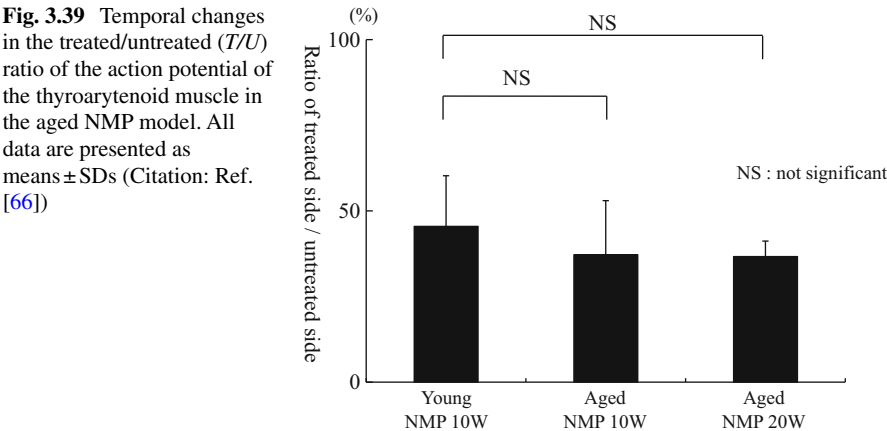 Fig. 3.39 Temporal changes
in the treated/untreated (T/U)
ratio of the action potential of
the thyroarytenoid muscle in
the aged NMP model. All
data are presented as
means ± SDs (Citation: Ref.
[66])
(%)
100
50
0
Ratio of treated side / untreated side
NS
NS
NS : not significant
Young
NMP 10W
Aged
NMP 10W
Aged
NMP 20W